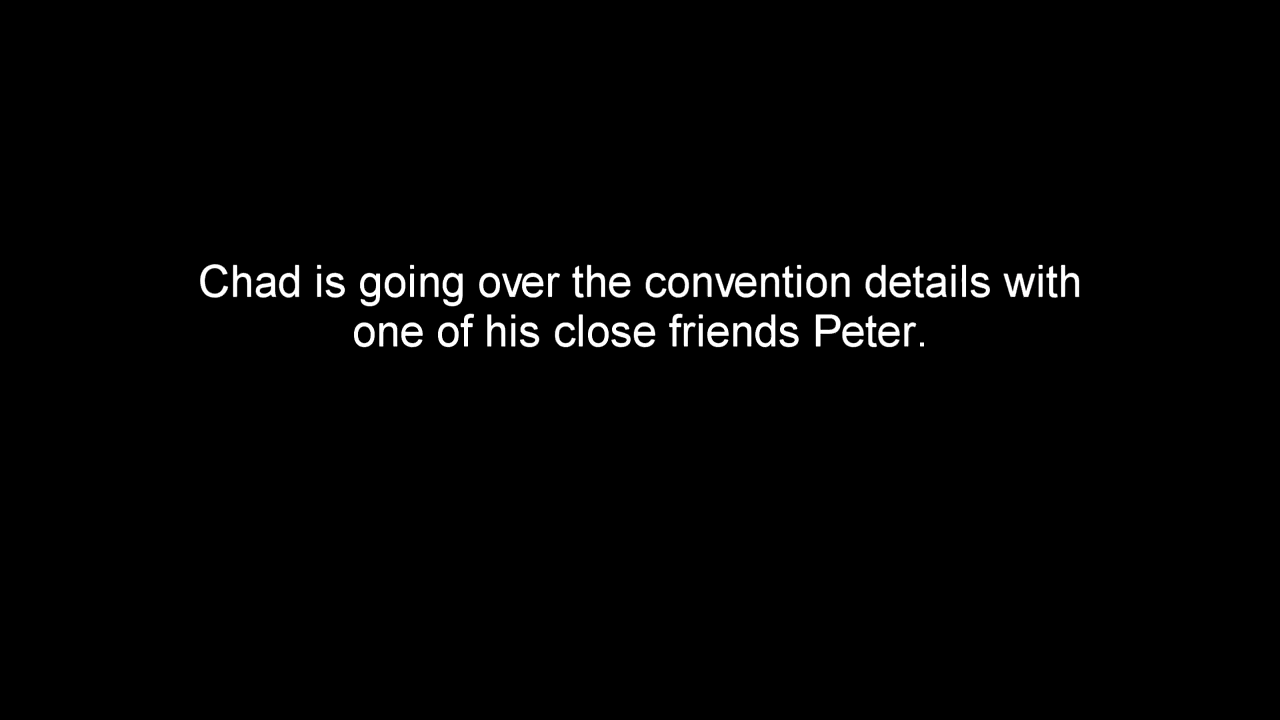 Chad is going over the convention details with
one of his close friends Peter.